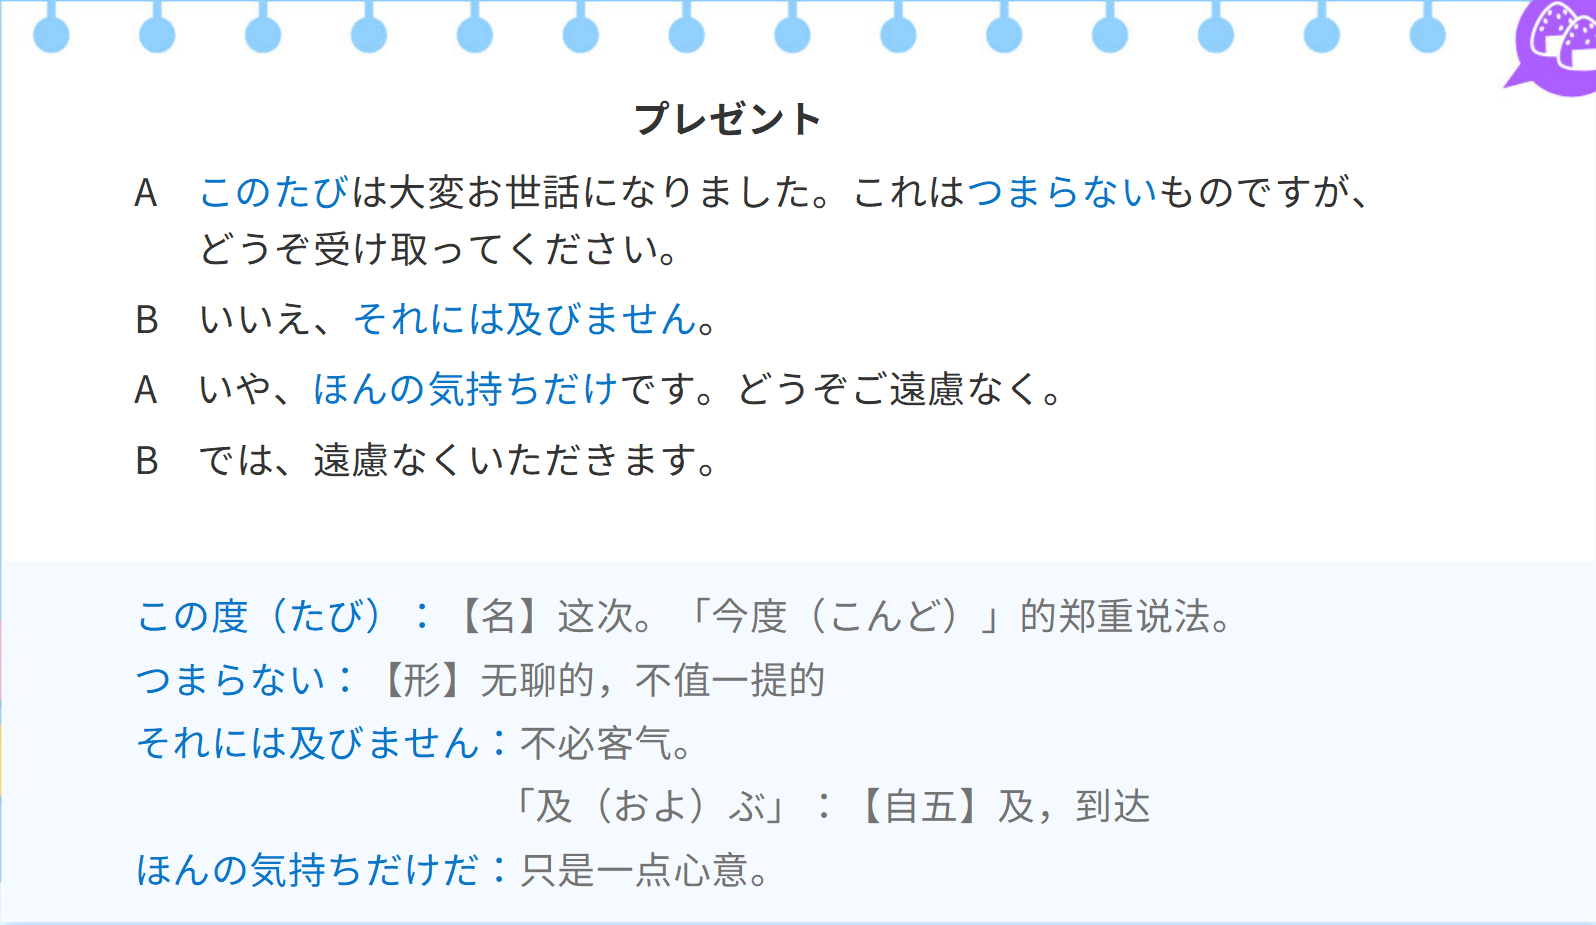 プレゼント
A このたびは大変お世話になりました。これはつまらないものですが、
どうぞ受け取ってください。
B いいえ、それには及びません。
A いや、ほんの気持ちだけです。どうぞご遠慮なく。
B では、遠慮なくいただきます。
この度（たび）：【名】这次。「今度（こんど）」的郑重说法。
つまらない：【形】无聊的，不值一提的
それには及びません：不必客气。
「及（およ）ぶ」：【自五】及，到达
ほんの気持ちだけだ：只是一点心意。